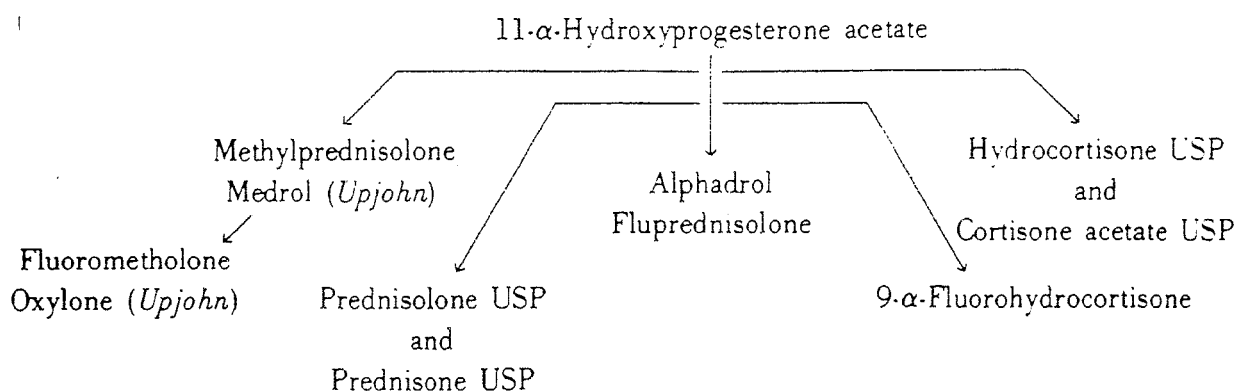 11-α-Hydroxyprogesterone acetate
Methylprednisolone
Medrol (Upjohn)
Fluorometholone
Oxylone (Upjohn)
Prednisolone USP
and
Prednisone USP
Alphadrol
Fluprednisolone
Hydrocortisone USP
and
Cortisone acetate USP
9-α-Fluorohydrocortisone